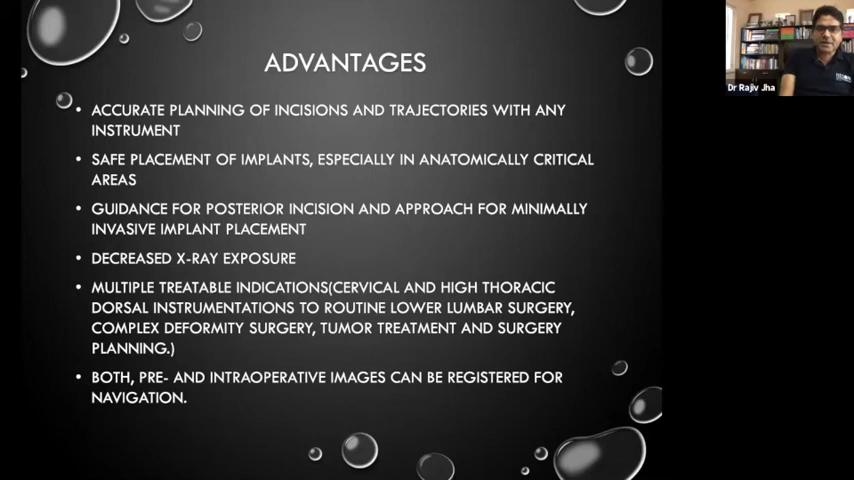 ADVANTAGES
• ACCURATE PLANNING OF INCISIONS AND TRAJECTORIES WITH ANY
INSTRUMENT
• SAFE PLACEMENT OF IMPLANTS, ESPECIALLY IN ANATOMICALLY CRITICAL
AREAS
• GUIDANCE FOR POSTERIOR INCISION AND APPROACH FOR MINIMALLY
INVASIVE IMPLANT PLACEMENT
• DECREASED X-RAY EXPOSURE
• MULTIPLE TREATABLE INDICATIONS(CERVICAL AND HIGH THORACIC
DORSAL INSTRUMENTATIONS TO ROUTINE LOWER LUMBAR SURGERY,
COMPLEX DEFORMITY SURGERY, TUMOR TREATMENT AND SURGERY
PLANNING.)
• BOTH, PRE- AND INTRAOPERATIVE IMAGES CAN BE REGISTERED FOR
NAVIGATION.
Dr Rajiv Jha